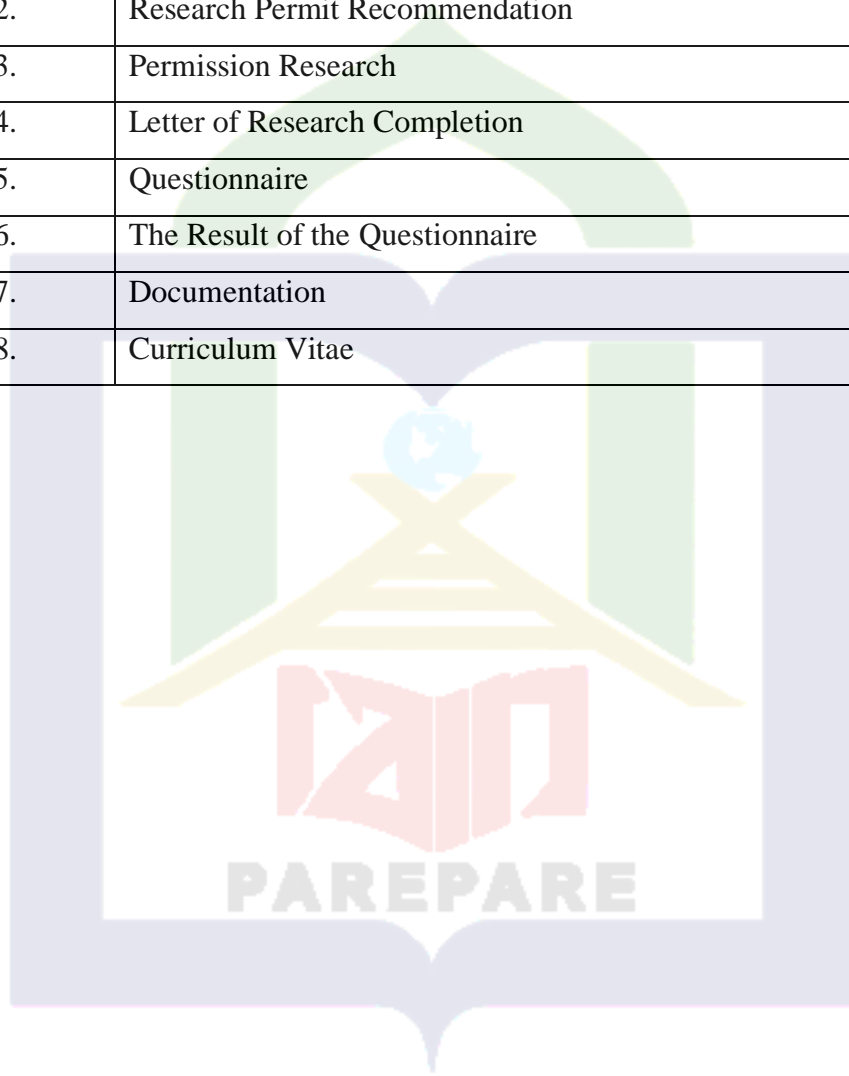 2. Research Permit Recommendation
3. Permission Research
4. Letter of Research Completion
5. Questionnaire
6. The Result of the Questionnaire
7. Documentation
8. Curriculum Vitae
iain
PAREPARE